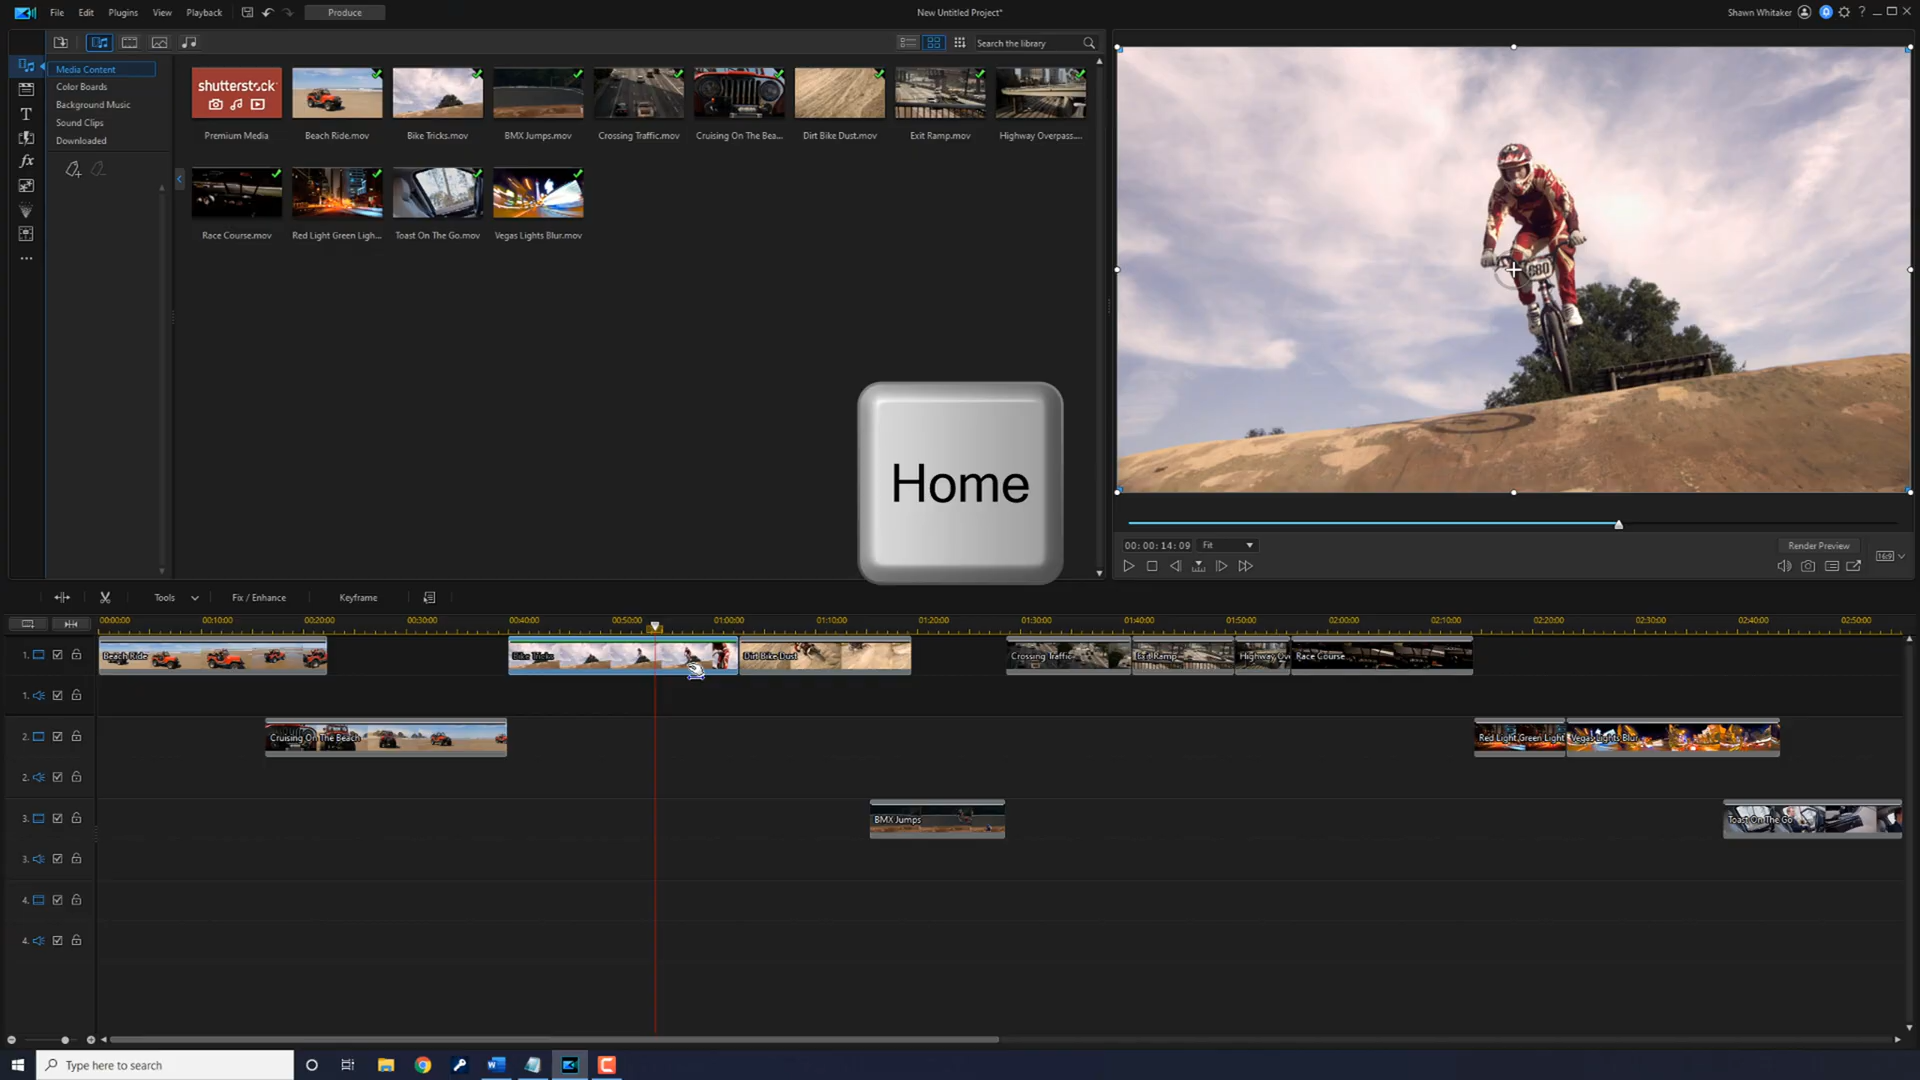 File Edit Plugins View Playback Produce New Untitled Project* Shawn Whitaker ?
Search the library
Media Content
Color Boards
Background Music
Sound Clips
Downloaded
shutterstock
Premium Media Beach Ride.mov Bike Tricks.mov BMX Jumps.mov Crossing Traffic.mov Cruising On The Bea... Dirt Bike Dust.mov Exit Ramp.mov Highway Overpass....
Race Course.mov Red Light Green Ligh... Toast On The Go.mov Vegas Lights Blur.mov
T
fx
680
Home
00:00:14:09 Fit Render Preview 16:9
Tools Fix / Enhance Keyframe
00:00:00 00:10:00 00:20:00 00:30:00 00:40:00 00:50:00 01:00:00 01:10:00 01:20:00 01:30:00 01:40:00 01:50:00 02:00:00 02:10:00 02:20:00 02:30:00 02:40:00 02:50:00
1. Beach Ride Bike Tricks Dirt Bike Dust Crossing Traffic Exit Ramp Highway Ov Race Course
1.
2. Cruising On The Beach Red Light Green Light Vegas Lights Blur
2.
3. BMX Jumps Toast On The Go
3.
4.
4.
Type here to search